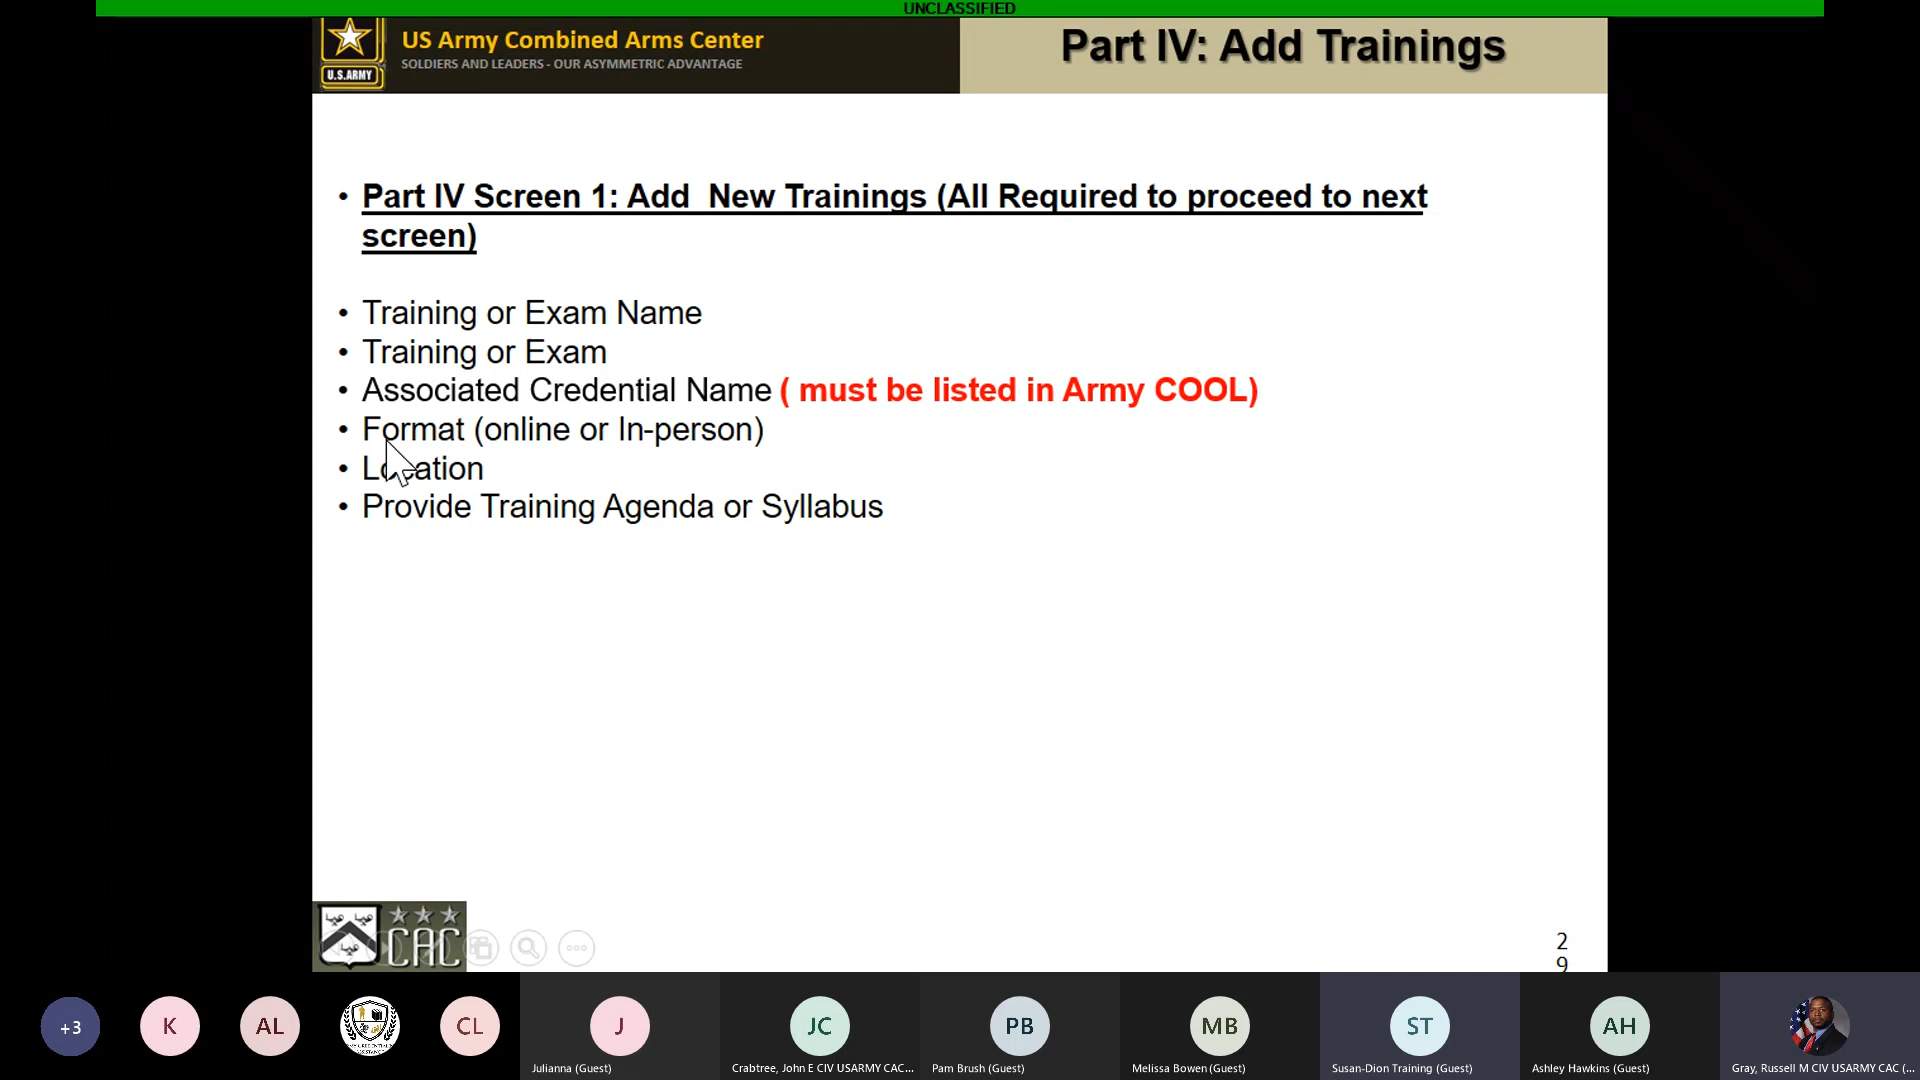 UNCLASSIFIED
U.S.ARMY
US Army Combined Arms Center
SOLDIERS AND LEADERS - OUR ASYMMETRIC ADVANTAGE
Part IV: Add Trainings
• Part IV Screen 1: Add  New Trainings (All Required to proceed to next
screen)
• Training or Exam Name
• Training or Exam
• Associated Credential Name ( must be listed in Army COOL)
• Format (online or In-person)
• Location
• Provide Training Agenda or Syllabus
CAC
2
9
+3
K
AL
CL
J
JC
PB
MB
ST
AH
Julianna (Guest)
Crabtree, John E CIV USARMY CAC...
Pam Brush (Guest)
Melissa Bowen (Guest)
Susan-Dion Training (Guest)
Ashley Hawkins (Guest)
Gray, Russell M CIV USARMY CAC (...